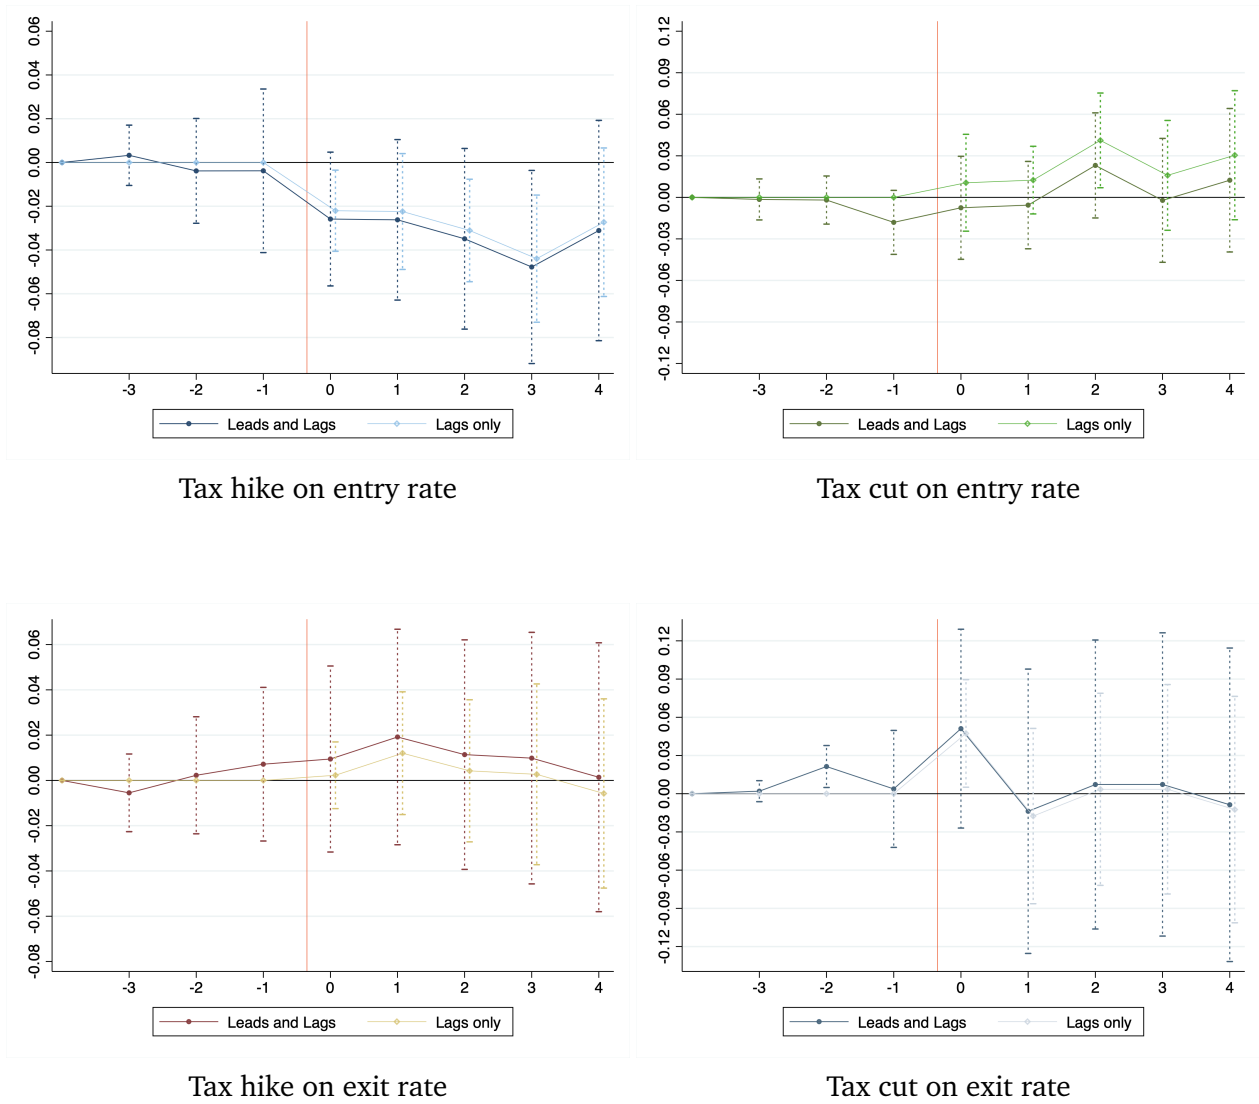 0.06
0.04
0.02
0.00
-0.02
-0.04
-0.06
-0.08
-3 -2 -1 0 1 2 3 4
Leads and Lags Lags only
Tax hike on entry rate
0.12
0.09
0.06
0.03
0.00
-0.03
-0.06
-0.09
-0.12
-3 -2 -1 0 1 2 3 4
Leads and Lags Lags only
Tax cut on entry rate
0.06
0.04
0.02
0.00
-0.02
-0.04
-0.06
-0.08
-3 -2 -1 0 1 2 3 4
Leads and Lags Lags only
Tax hike on exit rate
0.12
0.09
0.06
0.03
0.00
-0.03
-0.06
-0.09
-0.12
-3 -2 -1 0 1 2 3 4
Leads and Lags Lags only
Tax cut on exit rate